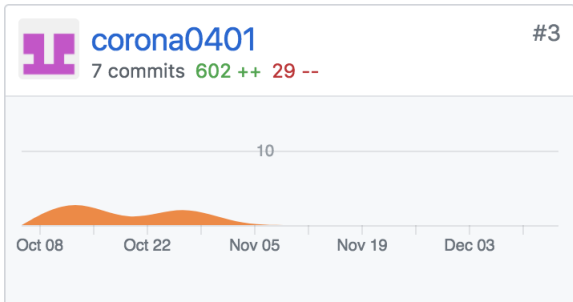 corona0401 #3
7 commits 602 ++ 29 --
10
Oct 08 Oct 22 Nov 05 Nov 19 Dec 03